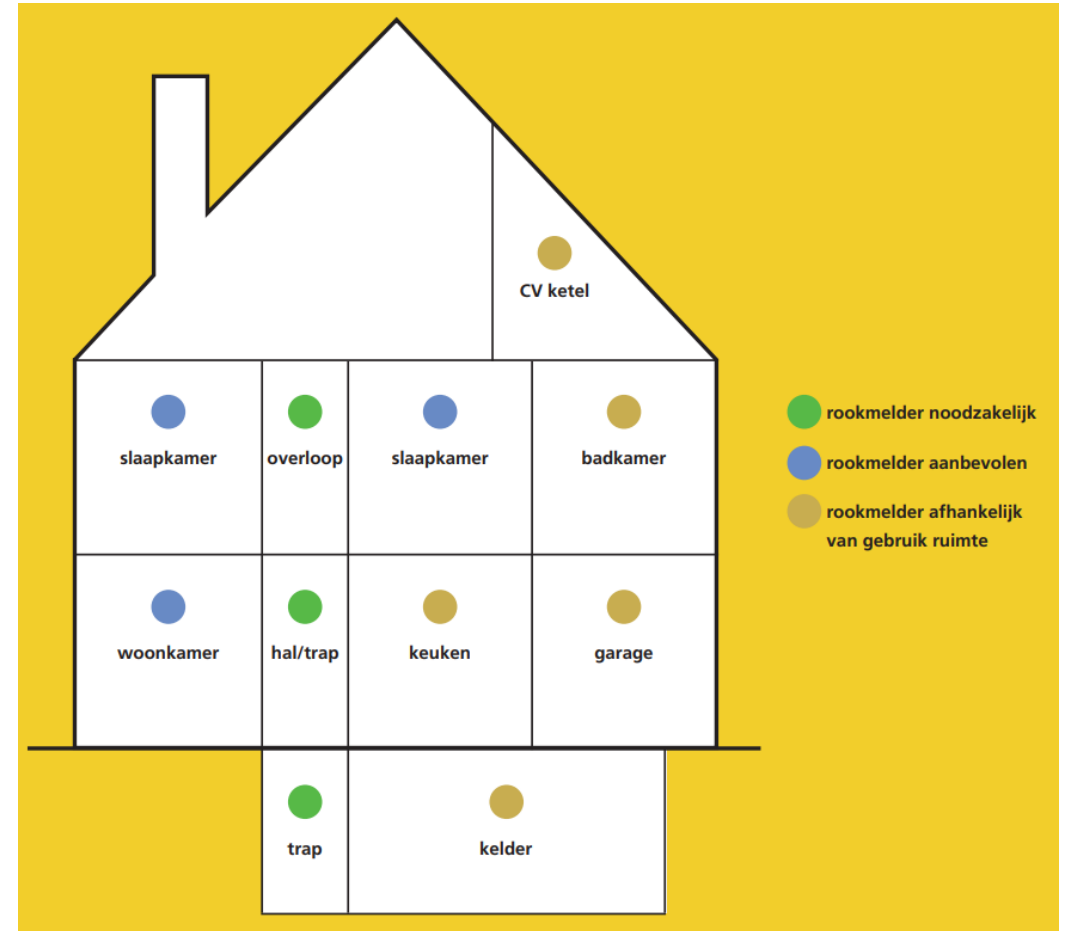 CV ketel
slaapkamer
overloop
slaapkamer
badkamer
woonkamer
hal/trap
keuken
garage
trap
kelder
rookmelder noodzakelijk
rookmelder aanbevolen
rookmelder afhankelijk
van gebruik ruimte